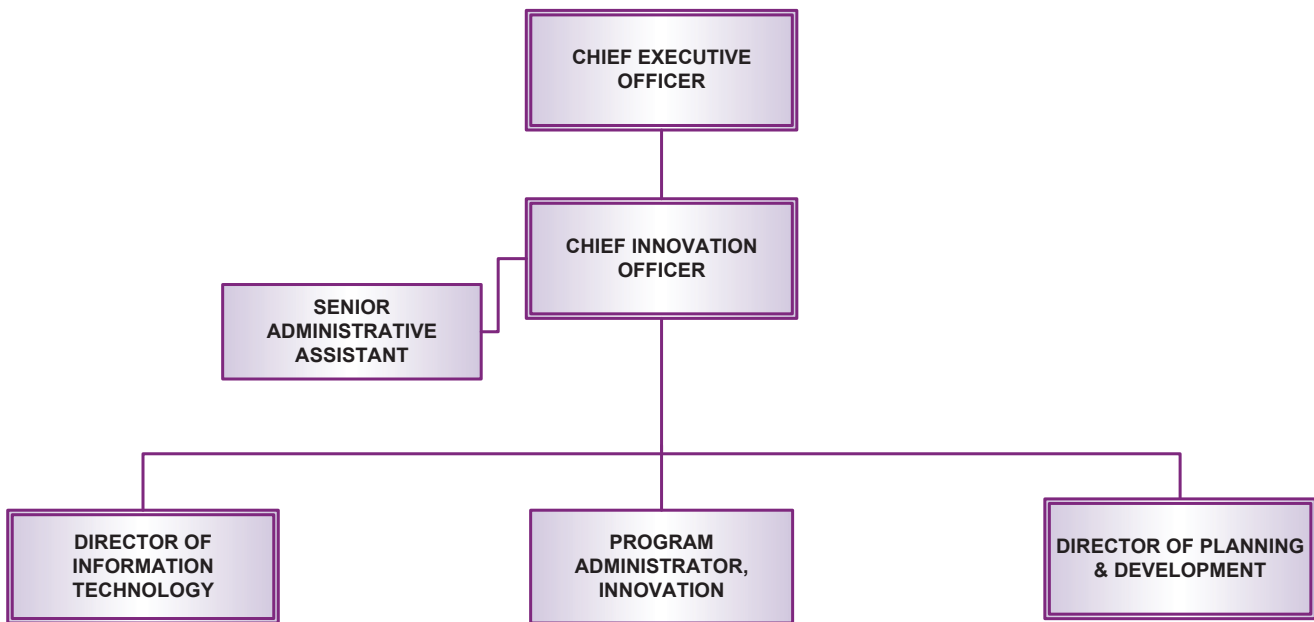 CHIEF EXECUTIVE
OFFICER
CHIEF INNOVATION
OFFICER
SENIOR
ADMINISTRATIVE
ASSISTANT
DIRECTOR OF
INFORMATION
TECHNOLOGY
PROGRAM
ADMINISTRATOR,
INNOVATION
DIRECTOR OF PLANNING
& DEVELOPMENT